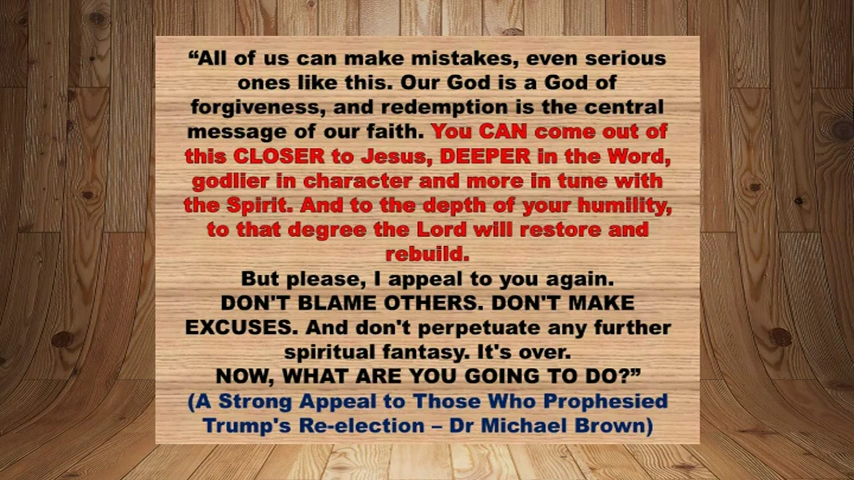 “All of us can make mistakes, even serious
ones like this. Our God is a God of
forgiveness, and redemption is the central
message of our faith. You CAN come out of
this CLOSER to Jesus, DEEPER in the Word,
godlier in character and more in tune with
the Spirit. And to the depth of your humility,
to that degree the Lord will restore and
rebuild.
But please, I appeal to you again.
DON'T BLAME OTHERS. DON'T MAKE
EXCUSES. And don't perpetuate any further
spiritual fantasy. It's over.
NOW, WHAT ARE YOU GOING TO DO?”
(A Strong Appeal to Those Who Prophesied
Trump's Re-election – Dr Michael Brown)